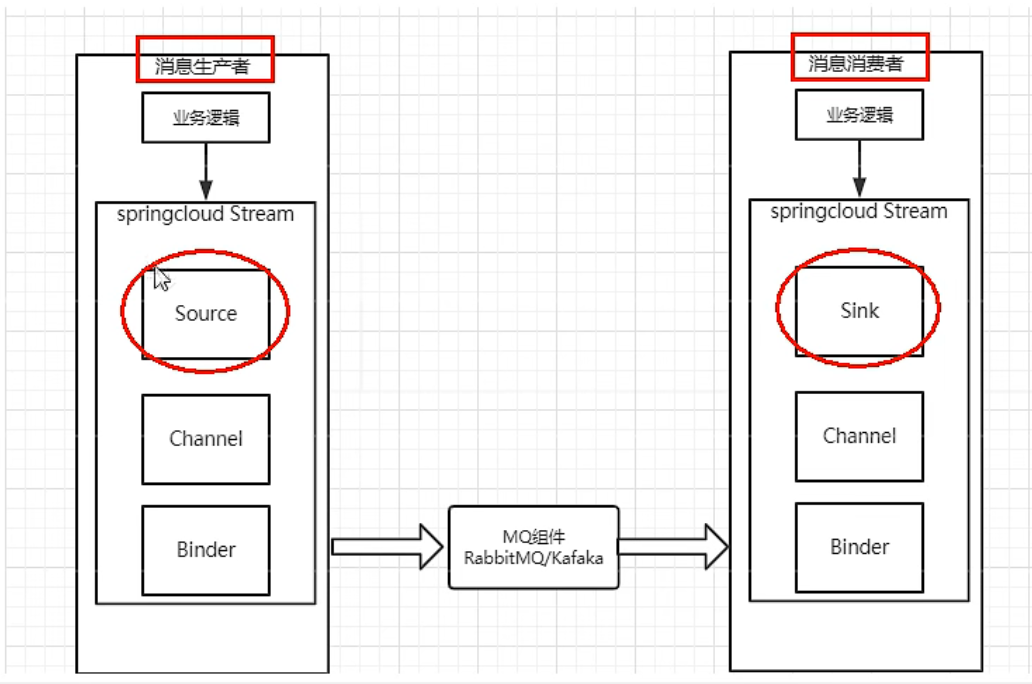 消息生产者
业务逻辑
springcloud Stream
Source
Channel
Binder
MQ组件
RabbitMQ/Kafaka
消息消费者
业务逻辑
springcloud Stream
Sink
Channel
Binder